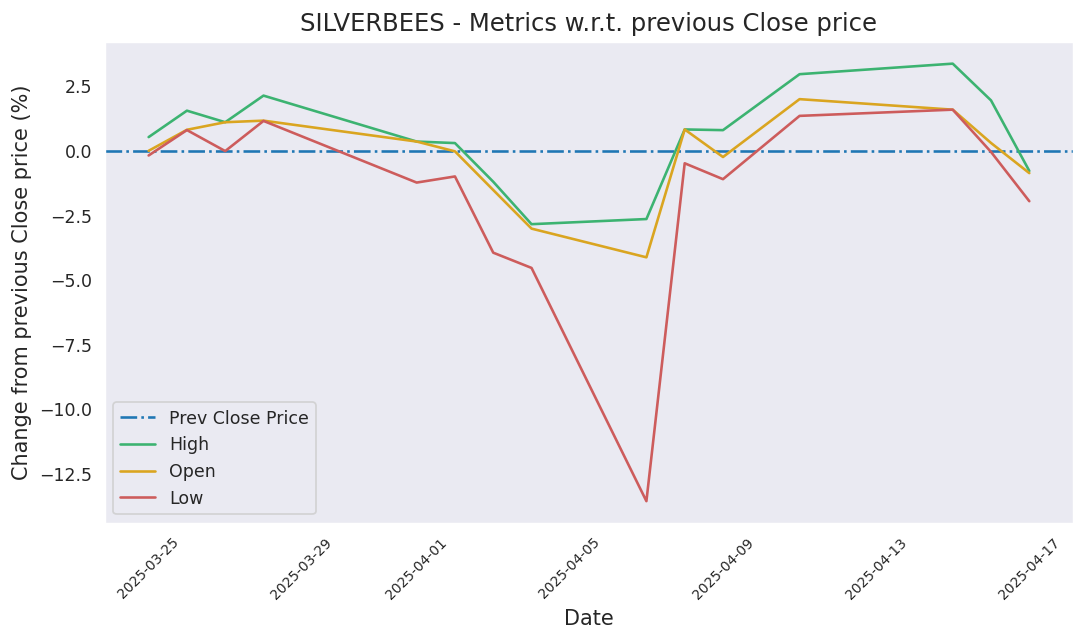 SILVERBEES - Metrics w.r.t. previous Close price
Change from previous Close price (%)
2.5
0.0
−2.5
−5.0
−7.5
−10.0
−12.5
Prev Close Price
High
Open
Low
2025-03-25
2025-03-29
2025-04-01
2025-04-05
2025-04-09
2025-04-13
2025-04-17
Date